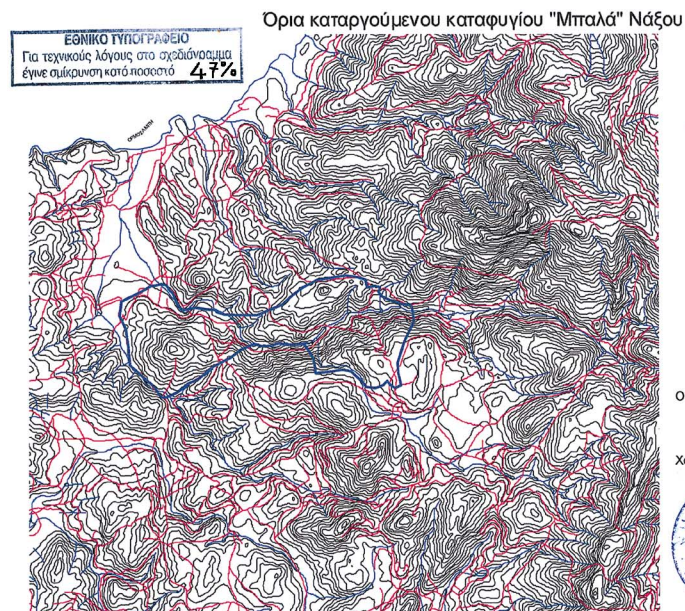 Όρια καταργούμενου καταφυγίου "Μπαλά" Νάξου
ΕΘΝΙΚΟ ΤΥΠΟΓΡΑΦΕΙΟ
Για τεχνικούς λόγους στο σχεδιάγραμμα
έγινε σμίκρυνση κατά ποσοστό 47%